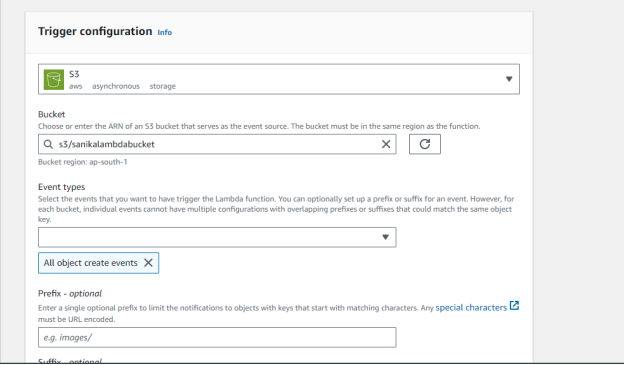 Trigger configuration Info
S3
aws asynchronous storage
Bucket
Choose or enter the ARN of an S3 bucket that serves as the event source. The bucket must be in the same region as the function.
s3/sanikalambdabucket
Bucket region: ap-south-1
Event types
Select the events that you want to have trigger the Lambda function. You can optionally set up a prefix or suffix for an event. However, for
each bucket, individual events cannot have multiple configurations with overlapping prefixes or suffixes that could match the same object
key.
All object create events
Prefix - optional
Enter a single optional prefix to limit the notifications to objects with keys that start with matching characters. Any special characters
must be URL encoded.
e.g. images/
Suffix - optional